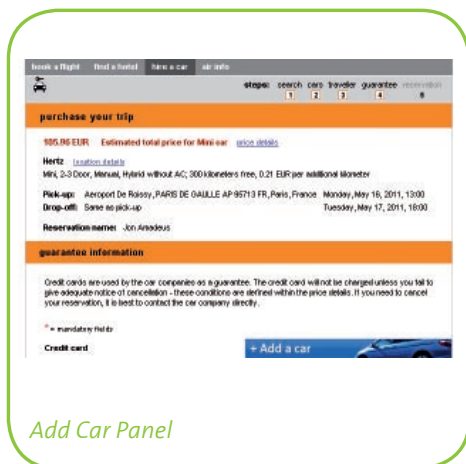 book a flight find a hotel hire a car air info
steps: search cars traveller guarantee reservation
1 2 3 4 5
purchase your trip
105.96 EUR Estimated total price for Mini car price details
Hertz location details
Mini, 2-3 Door, Manual, Hybrid without AC; 300 kilometers free, 0.21 EUR per additional kilometer
Pick-up: Aeroport De Roissy, PARIS DE GAULLE AP 95713 FR, Paris, France Monday, May 16, 2011, 13:00
Drop-off: Same as pick-up Tuesday, May 17, 2011, 18:00
Reservation name: Jon Amadeus
guarantee information
Credit cards are used by the car companies as a guarantee. The credit card will not be charged unless you fail to
give adequate notice of cancellation - these conditions are defined within the price details. If you need to cancel
your reservation, it is best to contact the car company directly.
* = mandatory fields
Credit card + Add a car
Add Car Panel